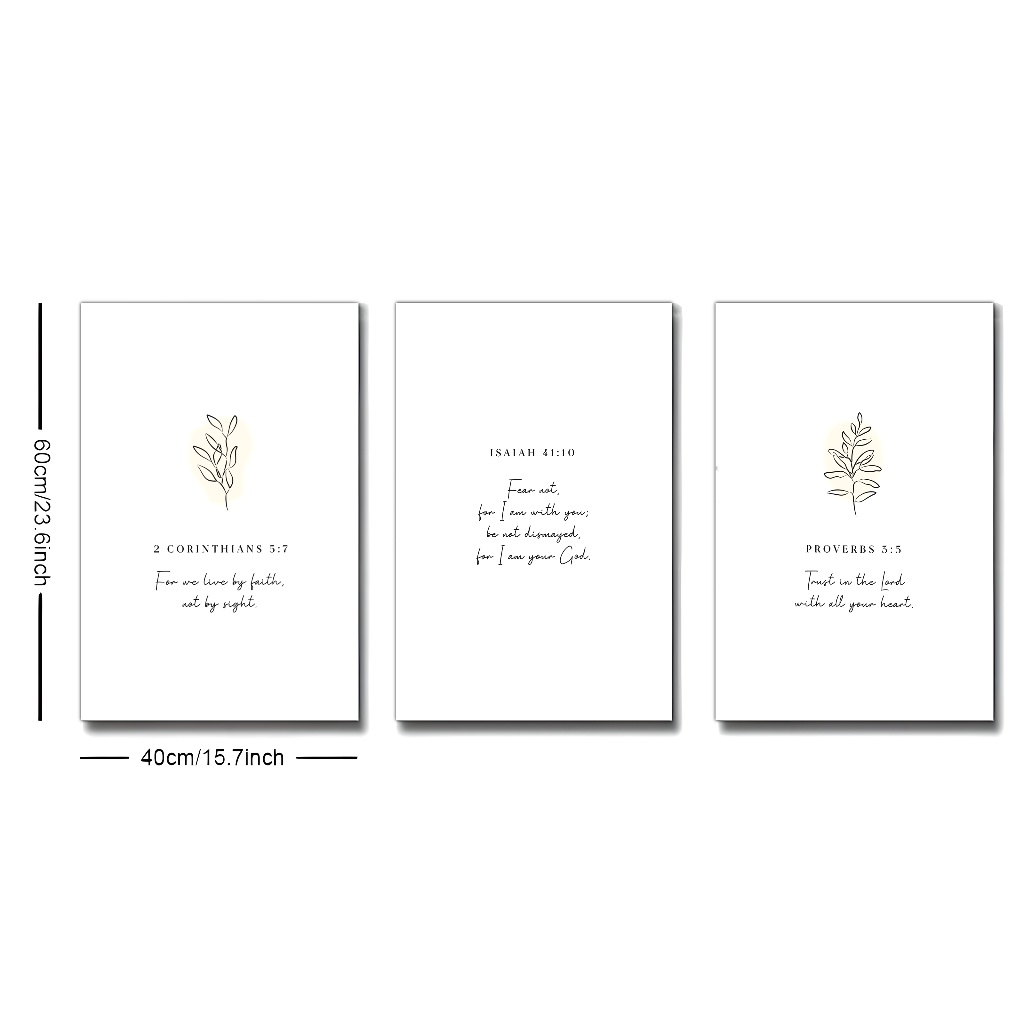 60cm/23.6inch
2 CORINTHIANS 5:7
For we live by faith,
not by sight.
ISAIAH 41:10
Fear not,
for I am with you;
be not dismayed,
for I am your God.
PROVERBS 3:5
Trust in the Lord
with all your heart.
40cm/15.7inch